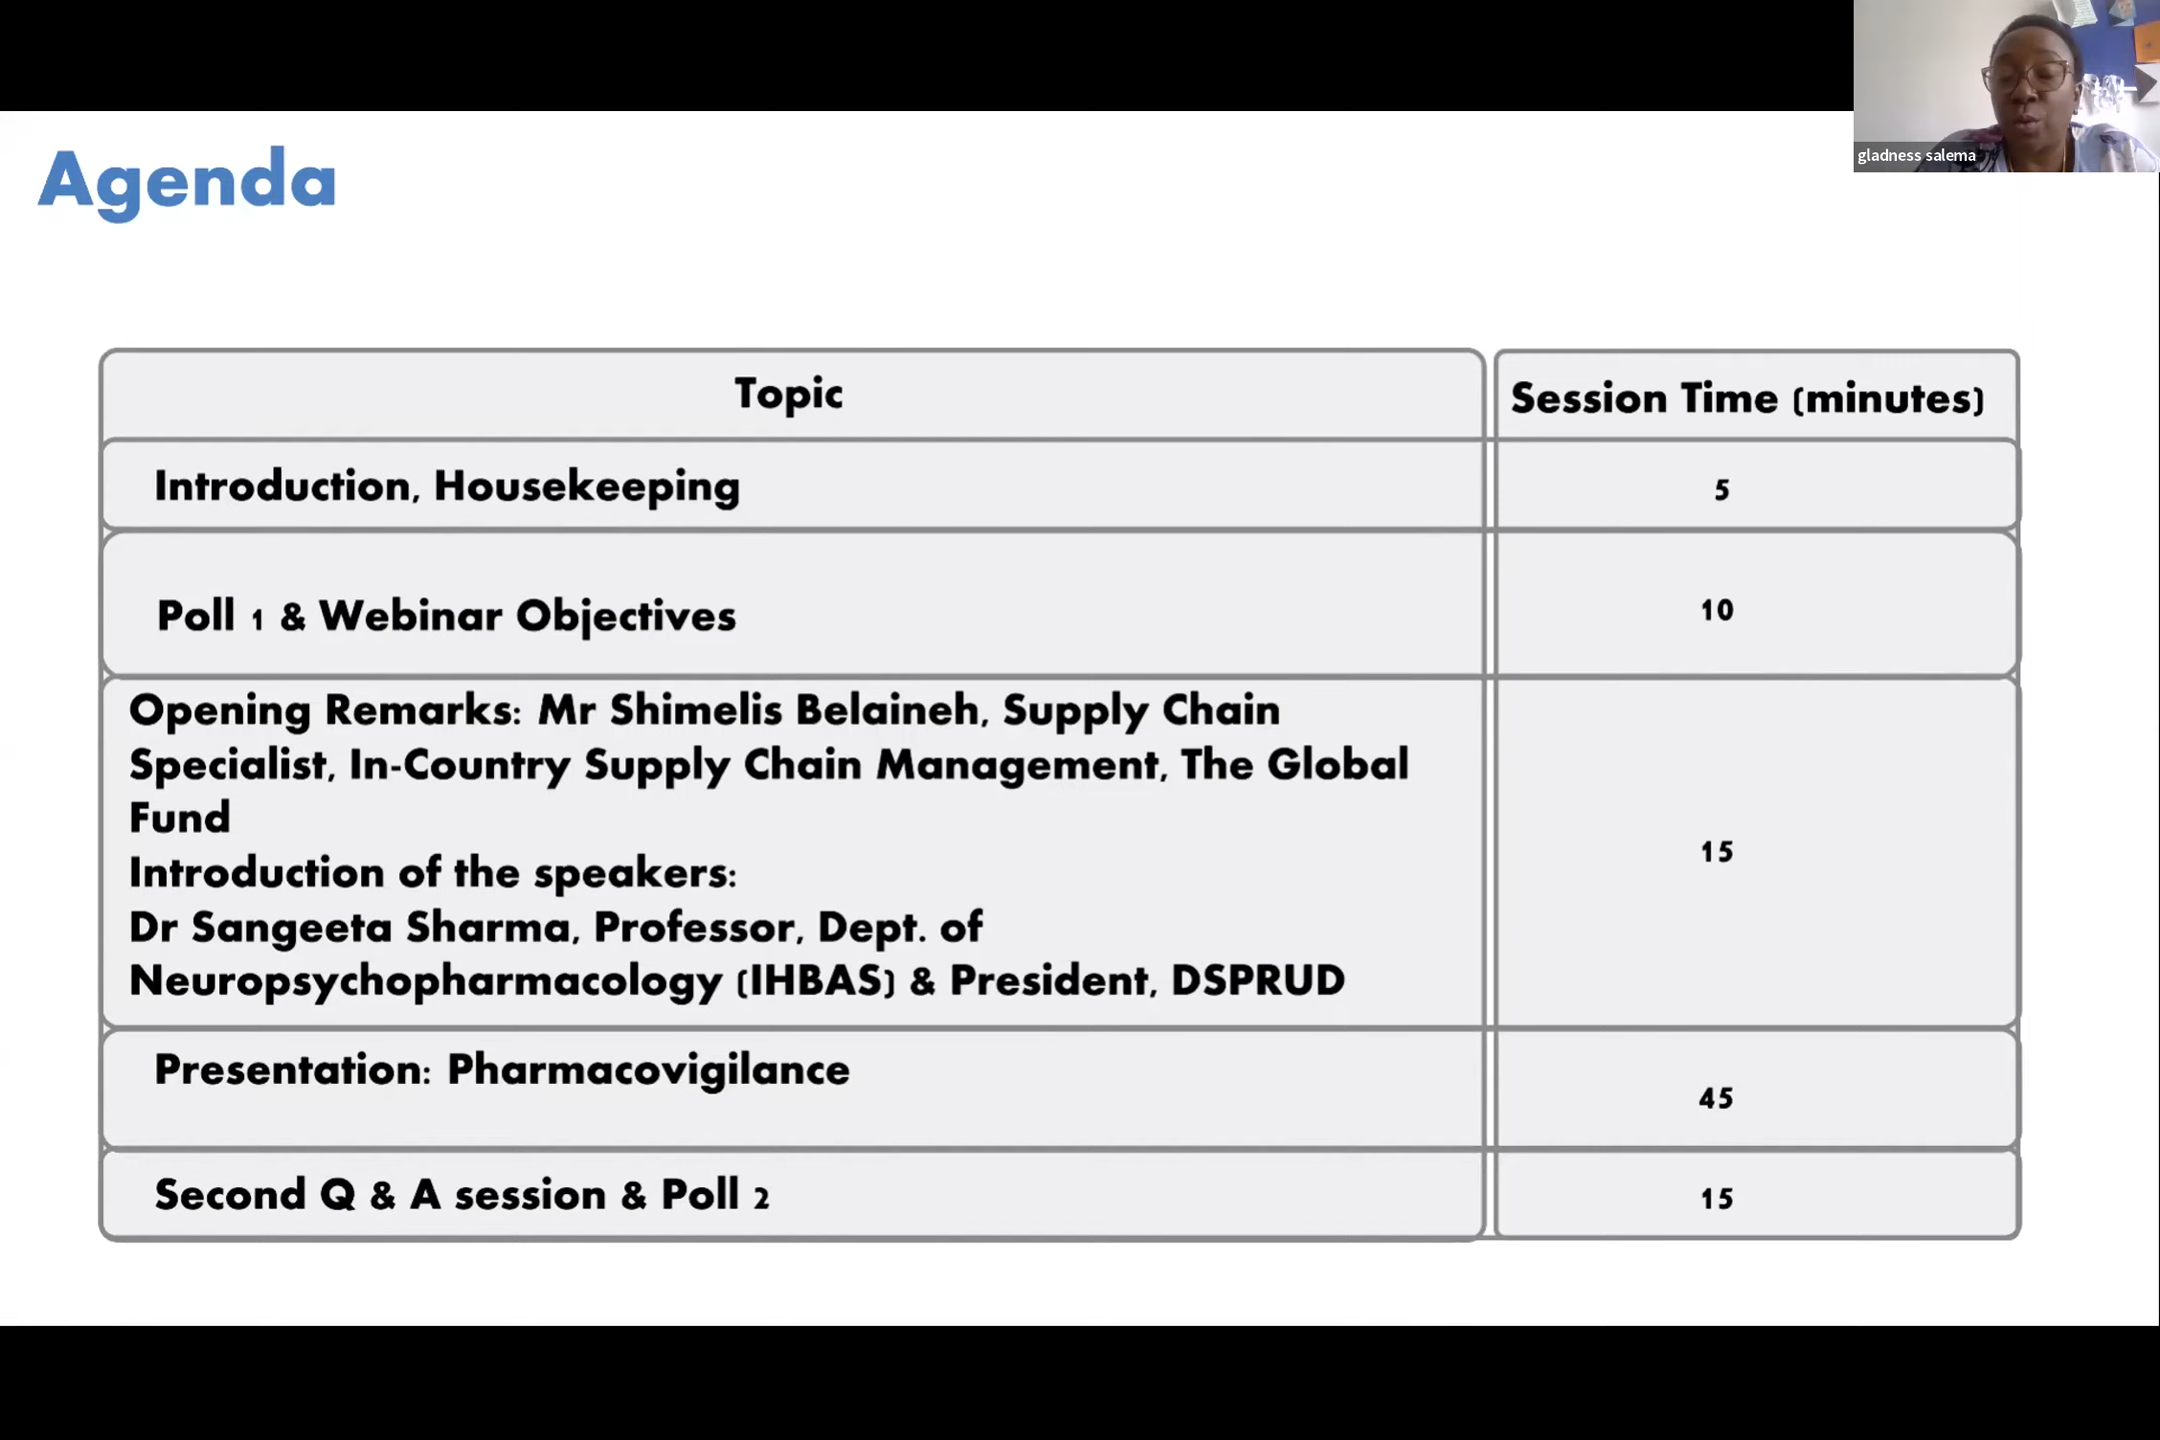 gladness salema
Agenda
Topic
Session Time (minutes)
Introduction, Housekeeping
5
Poll 1 & Webinar Objectives
10
Opening Remarks: Mr Shimelis Belaineh, Supply Chain
Specialist, In-Country Supply Chain Management, The Global
Fund
Introduction of the speakers:
Dr Sangeeta Sharma, Professor, Dept. of
Neuropsychopharmacology (IHBAS) & President, DSPRUD
15
Presentation: Pharmacovigilance
45
Second Q & A session & Poll 2
15